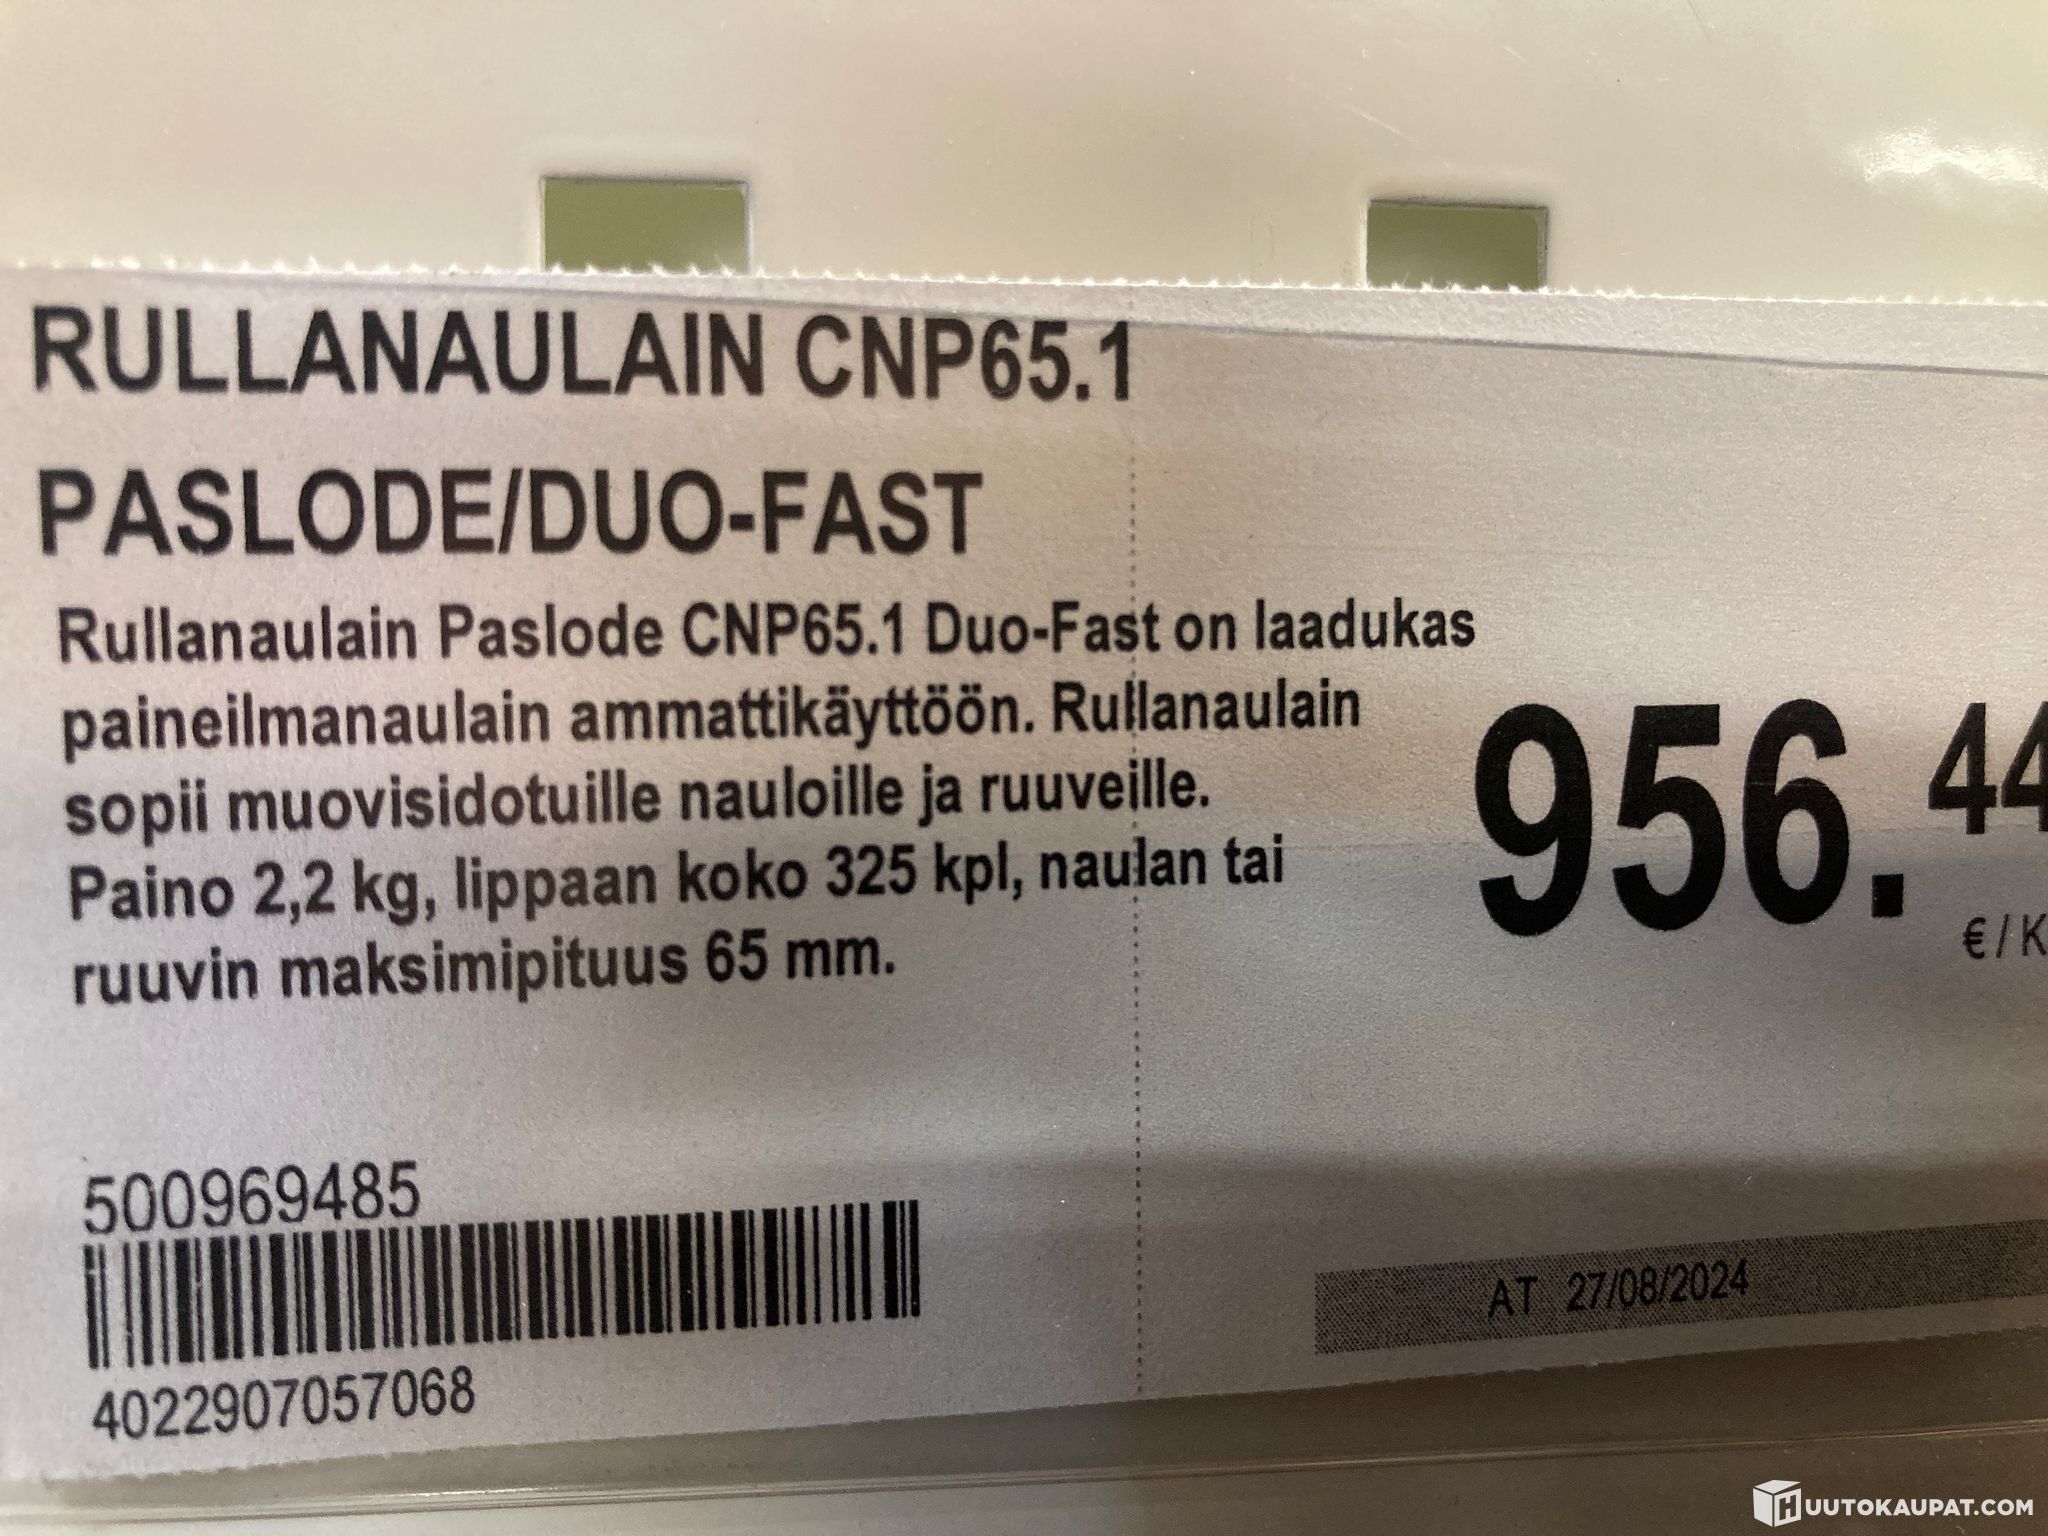 RULLANAULAIN CNP65.1
PASLODE/DUO-FAST
Rullanaulain Paslode CNP65.1 Duo-Fast on laadukas
paineilmanaulain ammattikäyttöön. Rullanaulain
sopii muovisidotuille nauloille ja ruuveille.
Paino 2,2 kg, lippaan koko 325 kpl, naulan tai
ruuvin maksimipituus 65 mm.
956.44
€/K
500969485
4022907057068
AT 27/08/2024
HUUTOKAUPAT.COM